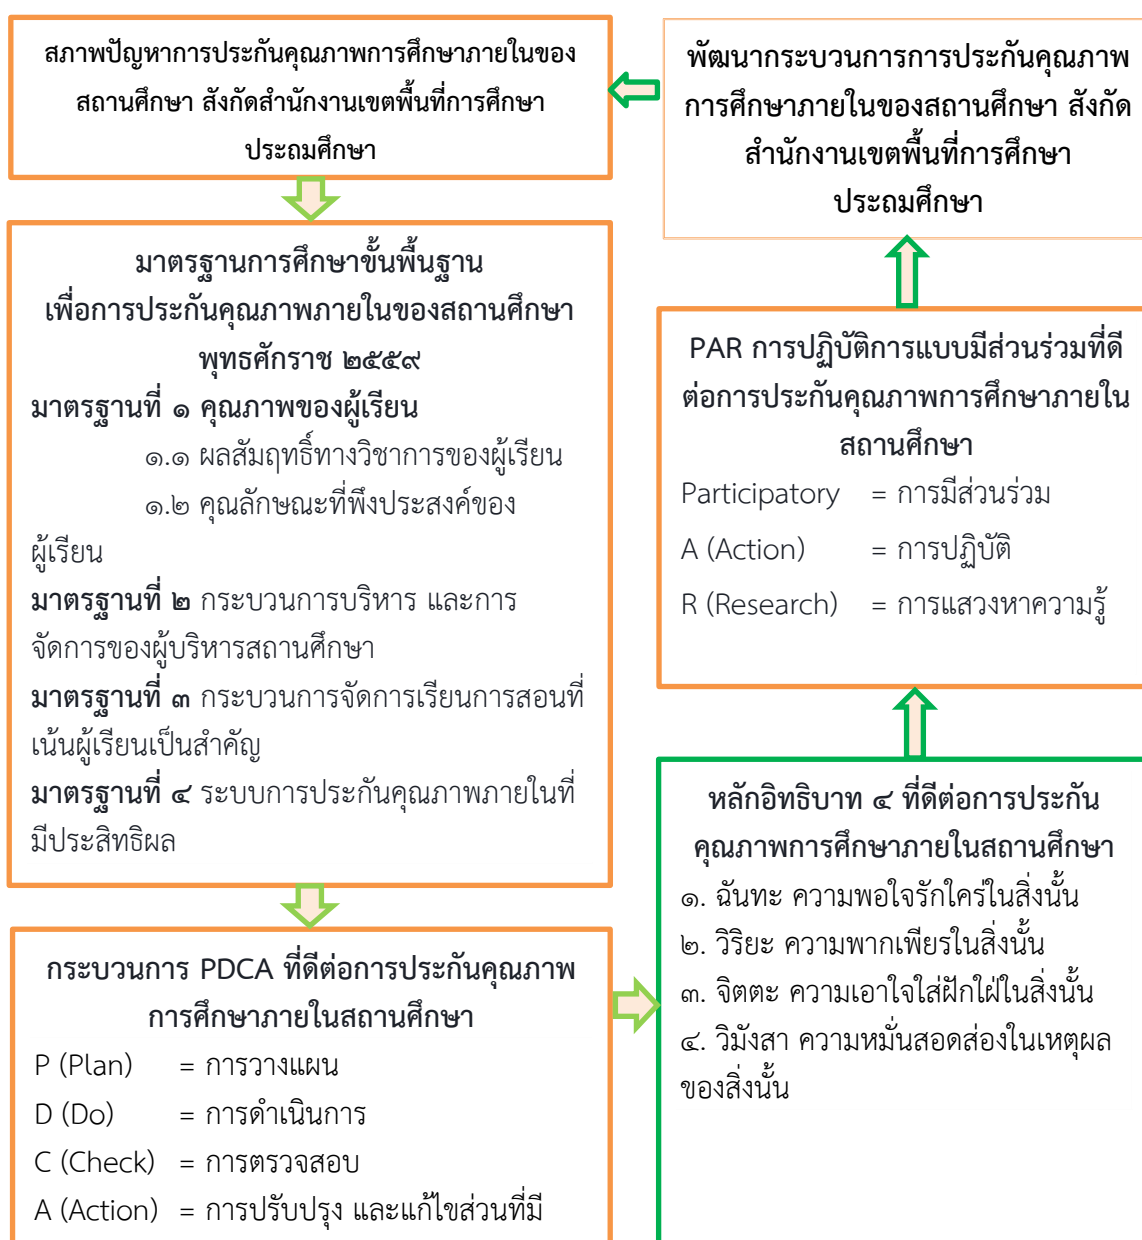 สภาพปัญหาการประกันคุณภาพการศึกษาภายในของ
สถานศึกษา สังกัดสำนักงานเขตพื้นที่การศึกษา
ประถมศึกษา
มาตรฐานการศึกษาขั้นพื้นฐาน
เพื่อการประกันคุณภาพภายในของสถานศึกษา
พุทธศักราช ๒๕๕๙
มาตรฐานที่ ๑ คุณภาพของผู้เรียน
๑.๑ ผลสัมฤทธิ์ทางวิชาการของผู้เรียน
๑.๒ คุณลักษณะที่พึงประสงค์ของ
ผู้เรียน
มาตรฐานที่ ๒ กระบวนการบริหาร และการ
จัดการของผู้บริหารสถานศึกษา
มาตรฐานที่ ๓ กระบวนการจัดการเรียนการสอนที่
เน้นผู้เรียนเป็นสำคัญ
มาตรฐานที่ ๔ ระบบการประกันคุณภาพภายในที่
มีประสิทธิผล
กระบวนการ PDCA ที่ดีต่อการประกันคุณภาพ
การศึกษาภายในสถานศึกษา
P (Plan) = การวางแผน
D (Do) = การดำเนินการ
C (Check) = การตรวจสอบ
A (Action) = การปรับปรุง และแก้ไขส่วนที่มี
หลักอิทธิบาท ๔ ที่ดีต่อการประกัน
คุณภาพการศึกษาภายในสถานศึกษา
๑. ฉันทะ ความพอใจรักใคร่ในสิ่งนั้น
๒. วิริยะ ความพากเพียรในสิ่งนั้น
๓. จิตตะ ความเอาใจใส่ฝักใฝ่ในสิ่งนั้น
๔. วิมังสา ความหมั่นสอดส่องในเหตุผล
ของสิ่งนั้น
PAR การปฏิบัติการแบบมีส่วนร่วมที่ดี
ต่อการประกันคุณภาพการศึกษาภายใน
สถานศึกษา
Participatory = การมีส่วนร่วม
A (Action) = การปฏิบัติ
R (Research) = การแสวงหาความรู้
พัฒนากระบวนการการประกันคุณภาพ
การศึกษาภายในของสถานศึกษา สังกัด
สำนักงานเขตพื้นที่การศึกษา
ประถมศึกษา